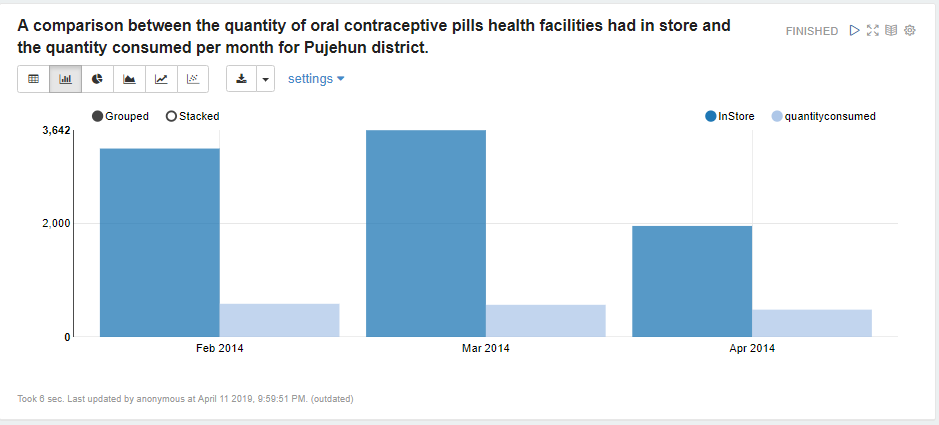 A comparison between the quantity of oral contraceptive pills health facilities had in store and
the quantity consumed per month for Pujehun district.
FINISHED
settings
Grouped Stacked
InStore quantityconsumed
3,642
2,000
0
Feb 2014 Mar 2014 Apr 2014
Took 6 sec. Last updated by anonymous at April 11 2019, 9:59:51 PM. (outdated)